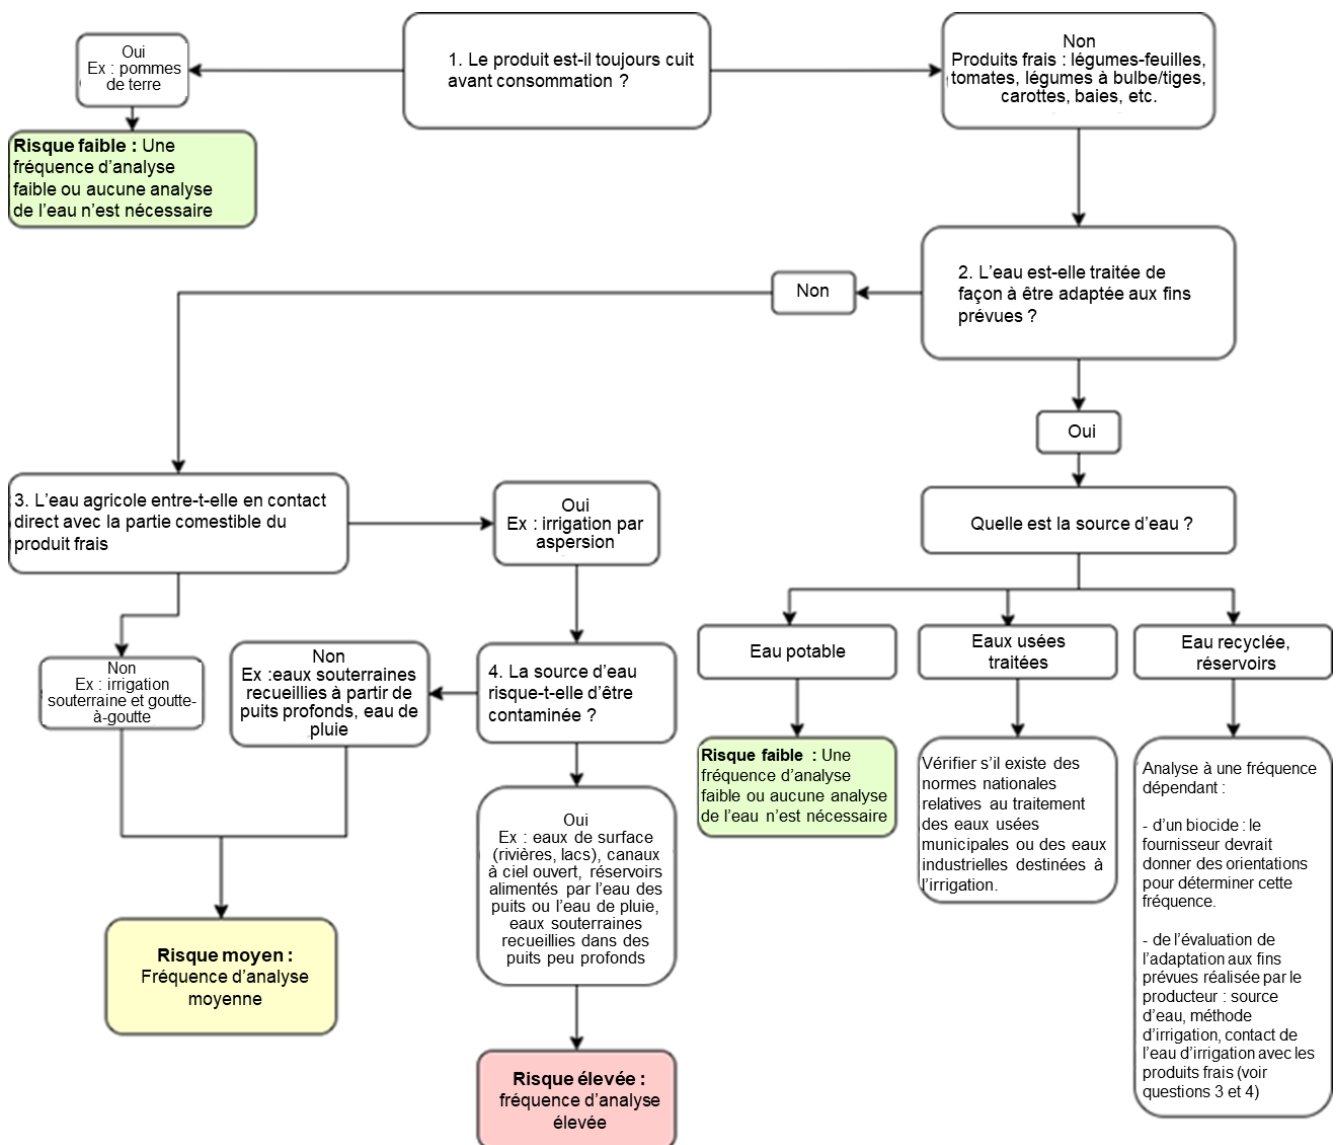 Oui
Ex : pommes
de terre
1. Le produit est-il toujours cuit
avant consommation ?
Non
Produits frais : légumes-feuilles,
tomates, légumes à bulbe/tiges,
carottes, baies, etc.
Risque faible : Une
fréquence d’analyse
faible ou aucune analyse
de l’eau n’est nécessaire
2. L’eau est-elle traitée de
façon à être adaptée aux fins
prévues ?
Non
Oui
3. L’eau agricole entre-t-elle en contact
direct avec la partie comestible du
produit frais
Oui
Ex : irrigation par
aspersion
Quelle est la source d’eau ?
Non
Ex : irrigation
souterraine et goutte-
à-goutte
Non
Ex :eaux souterraines
recueillies à partir de
puits profonds, eau de
pluie
4. La source d’eau
risque-t-elle d’être
contaminée ?
Eau potable
Eaux usées
traitées
Eau recyclée,
réservoirs
Risque faible : Une
fréquence d’analyse
faible ou aucune analyse
de l’eau n’est nécessaire
Vérifier s’il existe des
normes nationales
relatives au traitement
des eaux usées
municipales ou des eaux
industrielles destinées à
l’irrigation.
Analyse à une fréquence
dépendant :
- d’un biocide : le
fournisseur devrait
donner des orientations
pour déterminer cette
fréquence.
- de l’évaluation de
l’adaptation aux fins
prévues réalisée par le
producteur : source
d’eau, méthode
d’irrigation, contact de
l’eau d’irrigation avec les
produits frais (voir
questions 3 et 4)
Oui
Ex : eaux de surface
(rivières, lacs), canaux
à ciel ouvert, réservoirs
alimentés par l’eau des
puits ou l’eau de pluie,
eaux souterraines
recueillies dans des
puits peu profonds
Risque moyen :
Fréquence d’analyse
moyenne
Risque élevée :
fréquence d’analyse
élevée